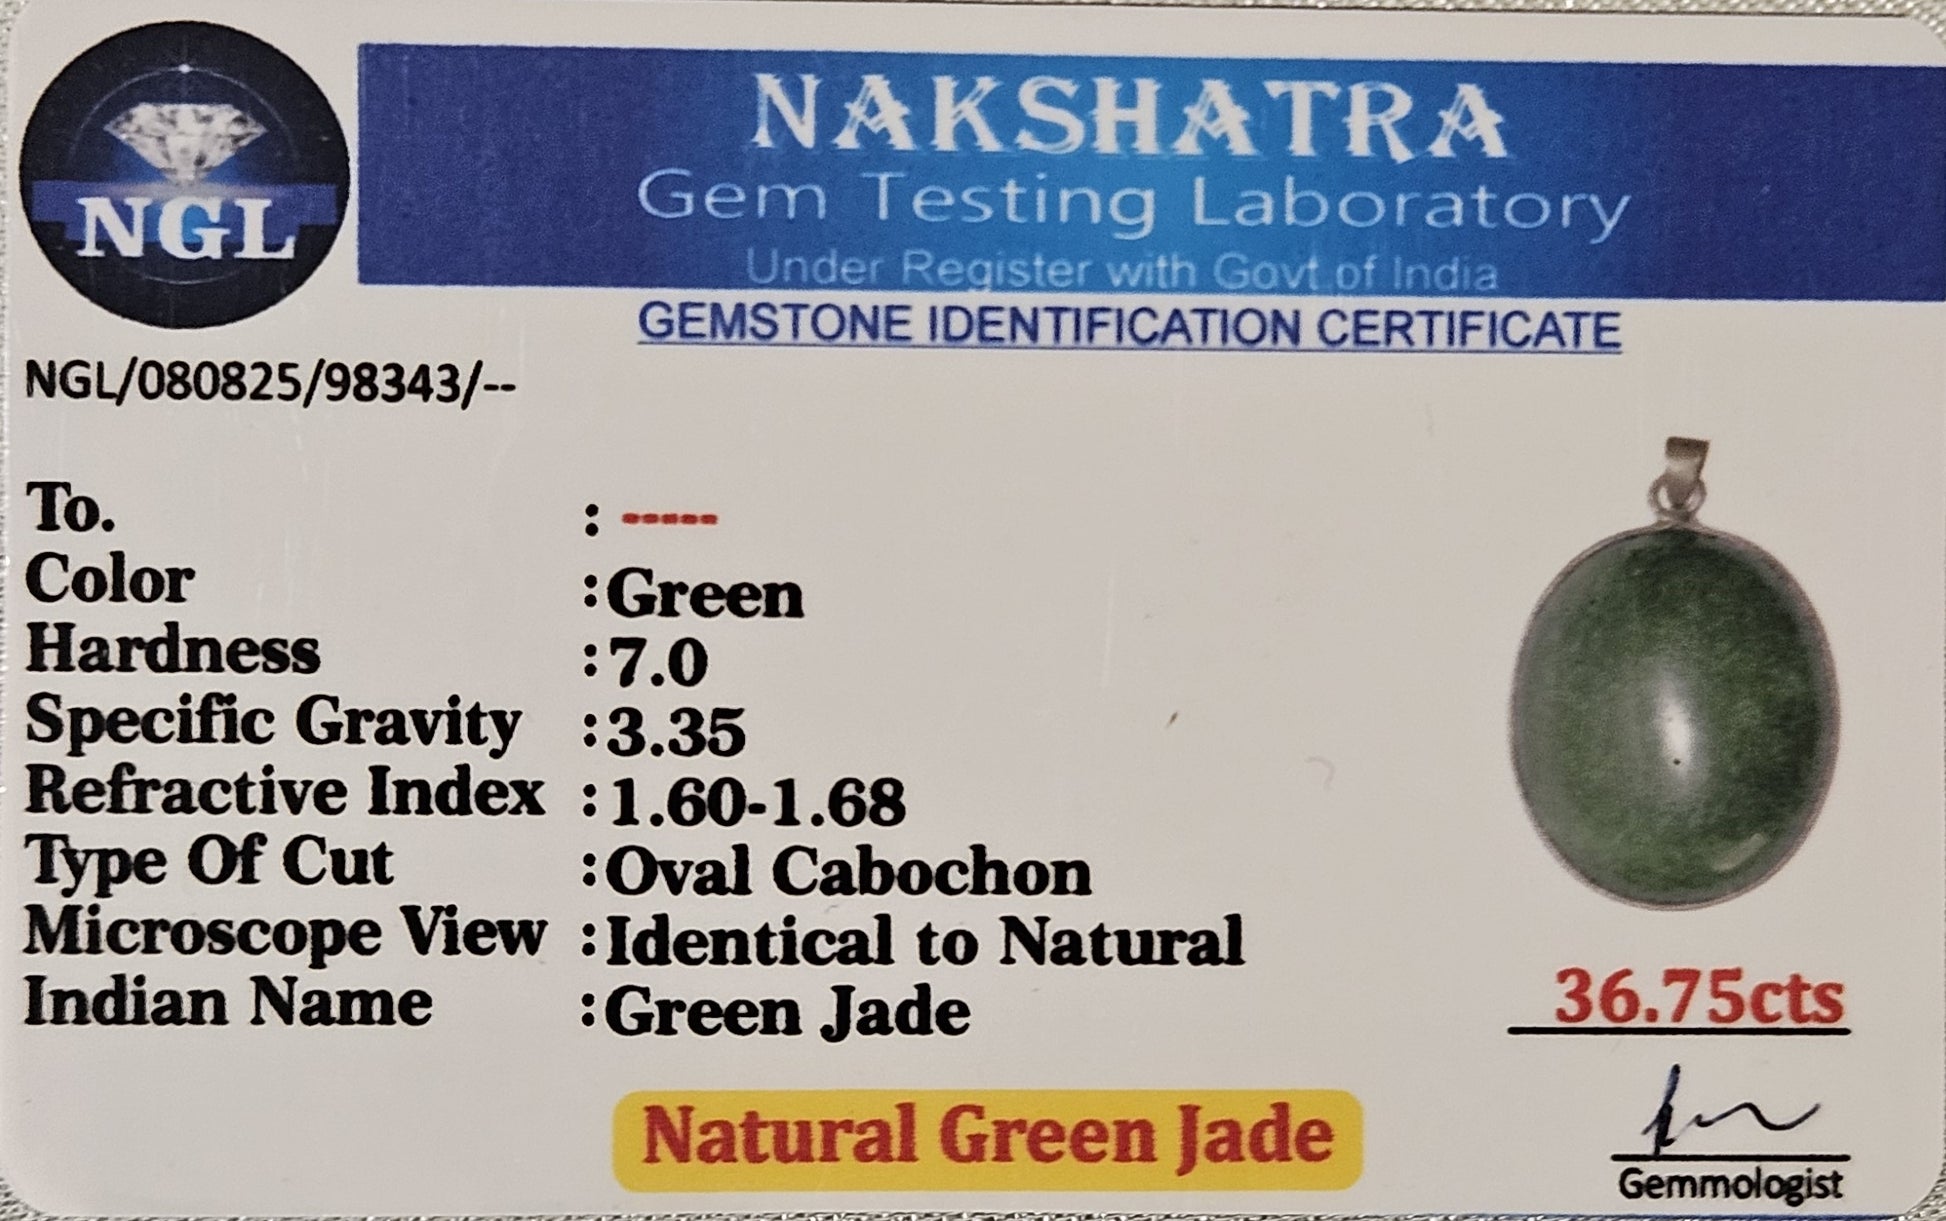 NGL
NAKSHATRA
Gem Testing Laboratory
Under Register with Govt of India
GEMSTONE IDENTIFICATION CERTIFICATE
NGL/080825/98343/--
To. : -----
Color :Green
Hardness :7.0
Specific Gravity :3.35
Refractive Index :1.60-1.68
Type Of Cut :Oval Cabochon
Microscope View :Identical to Natural
Indian Name :Green Jade
36.75cts
Natural Green Jade
Gemmologist